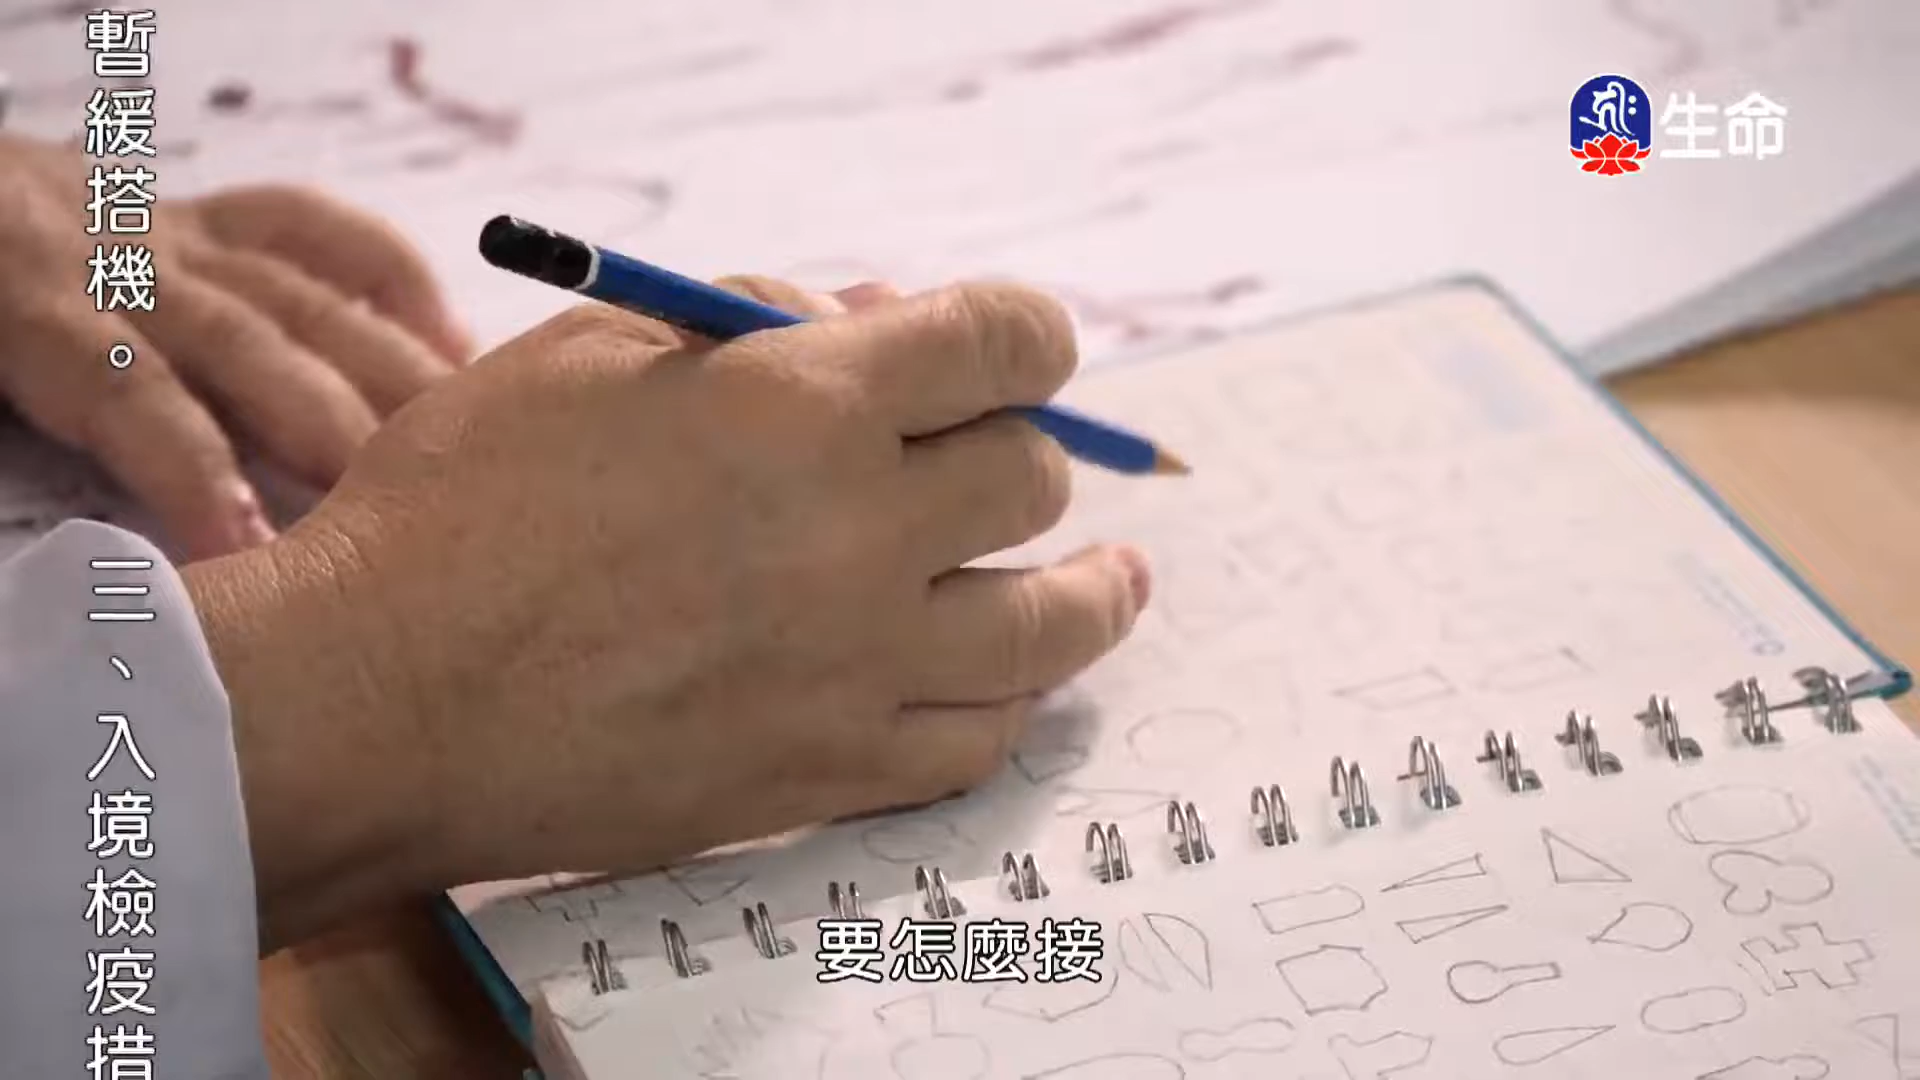 暫緩搭機。 三、入境檢疫措
生命
要怎麼接